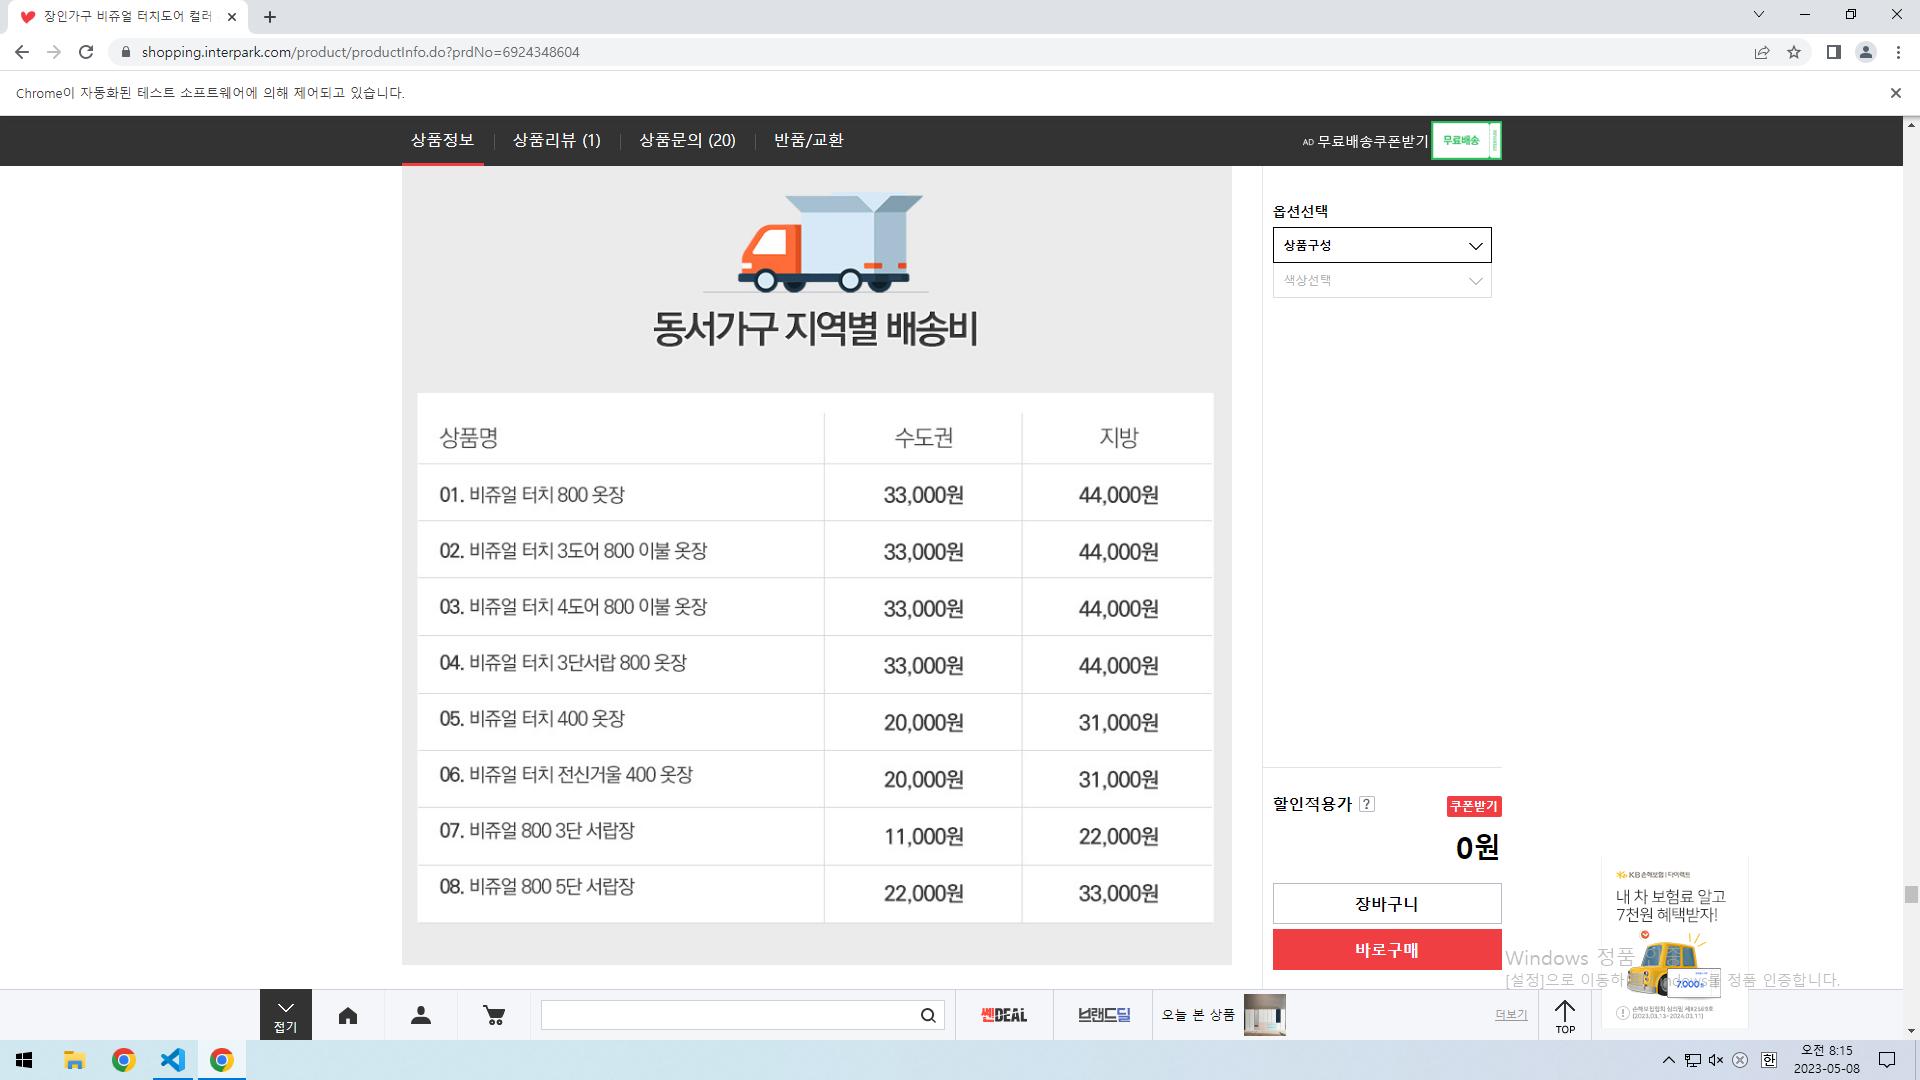 장인가구 비쥬얼 터치도어 컬러
shopping.interpark.com/product/productInfo.do?prdNo=6924348604
Chrome이 자동화된 테스트 소프트웨어에 의해 제어되고 있습니다.
상품정보 상품리뷰 (1) 상품문의 (20) 반품/교환 AD 무료배송쿠폰받기 무료배송
옵션선택
상품구성
색상선택
동서가구 지역별 배송비
상품명 수도권 지방
01. 비쥬얼 터치 800 옷장 33,000원 44,000원
02. 비쥬얼 터치 3도어 800 이불 옷장 33,000원 44,000원
03. 비쥬얼 터치 4도어 800 이불 옷장 33,000원 44,000원
04. 비쥬얼 터치 3단서랍 800 옷장 33,000원 44,000원
05. 비쥬얼 터치 400 옷장 20,000원 31,000원
06. 비쥬얼 터치 전신거울 400 옷장 20,000원 31,000원
07. 비쥬얼 800 3단 서랍장 11,000원 22,000원
08. 비쥬얼 800 5단 서랍장 22,000원 33,000원
할인적용가 ? 쿠폰받기
0원
장바구니
바로구매
KB손해보험 다이렉트
내 차 보험료 알고
7천원 혜택받자!
7,000
Windows 정품
[설정]으로 이동하 정품 인증합니다.
접기 쎈DEAL 브랜드딜 오늘 본 상품 더보기 TOP
한
오전 8:15
2023-05-08